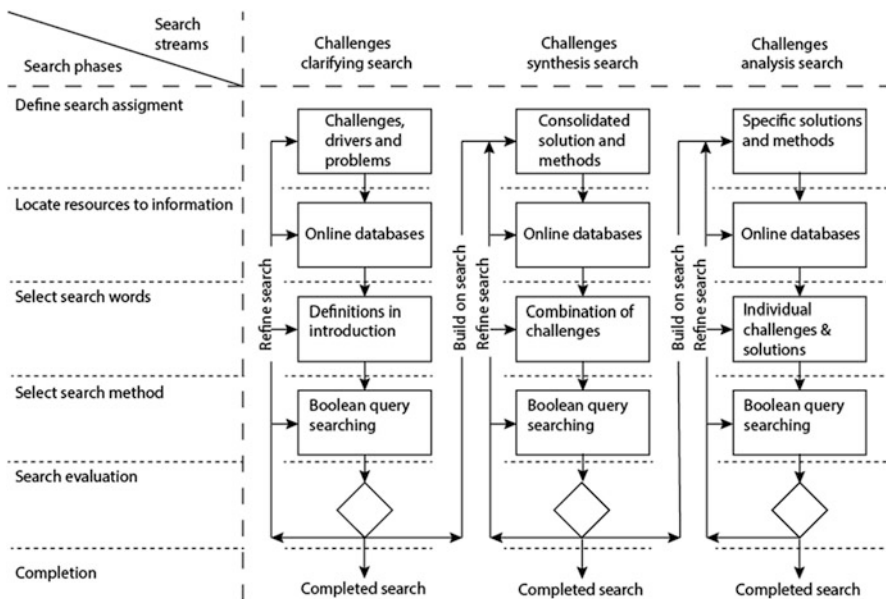 Search
streams
Search phases
Challenges
clarifying search
Challenges
synthesis search
Challenges
analysis search
Define search assigment
Challenges,
drivers and
problems
Consolidated
solution and
methods
Specific solutions
and methods
Locate resources to information
Online databases
Online databases
Online databases
Select search words
Definitions in
introduction
Combination of
challenges
Individual
challenges &
solutions
Refine search
Build on search
Refine search
Build on search
Refine search
Select search method
Boolean query
searching
Boolean query
searching
Boolean query
searching
Search evaluation
Completion
Completed search
Completed search
Completed search